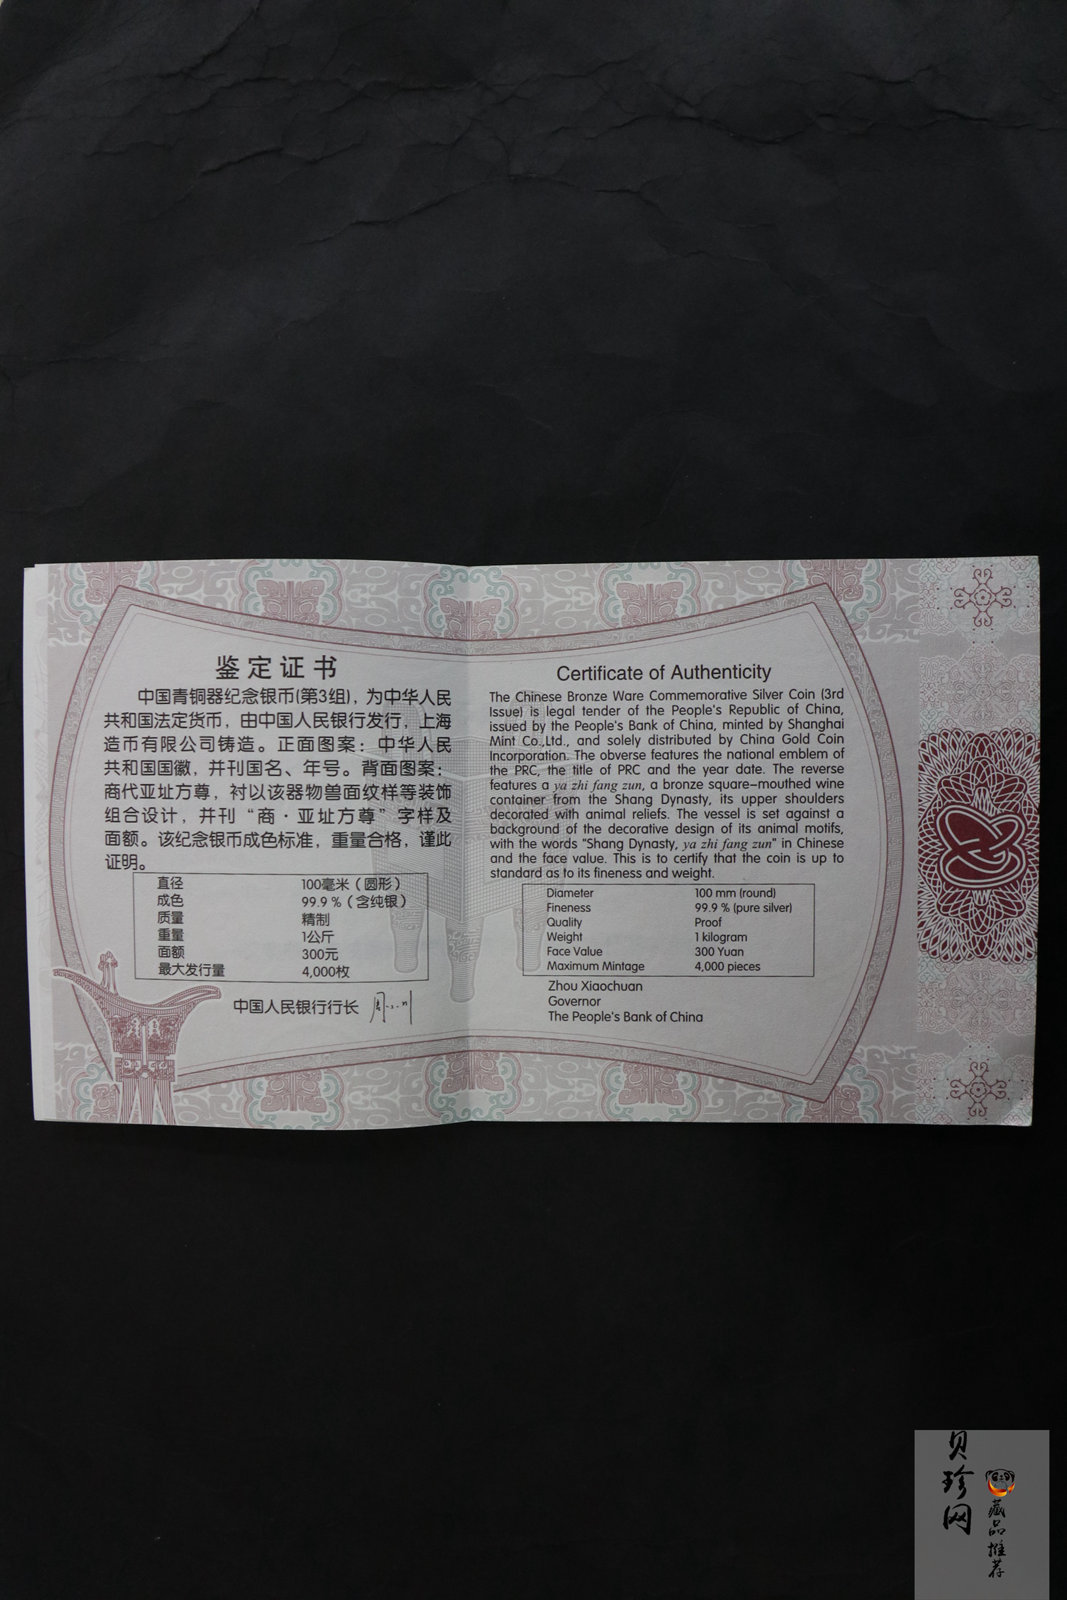 鉴定证书
中国青铜器纪念银币(第3组)，为中华人民
共和国法定货币，由中国人民银行发行，上海
造币有限公司铸造。正面图案：中华人民
共和国国徽，并刊国名、年号。背面图案：
商代亚址方尊，衬以该器物兽面纹样等装饰
组合设计，并刊“商·亚址方尊”字样及
面额。该纪念银币成色标准，重量合格，谨此
证明。
直径 100毫米（圆形）
成色 99.9％（含纯银）
质量 精制
重量 1公斤
面额 300元
最大发行量 4,000枚
中国人民银行行长
Certificate of Authenticity
The Chinese Bronze Ware Commemorative Silver Coin (3rd
Issue) is legal tender of the People's Republic of China,
issued by the People's Bank of China, minted by Shanghai
Mint Co.,Ltd., and solely distributed by China Gold Coin
Incorporation. The obverse features the national emblem of
the PRC, the title of PRC and the year date. The reverse
features a ya zhi fang zun, a bronze square-mouthed wine
container from the Shang Dynasty, its upper shoulders
decorated with animal reliefs. The vessel is set against a
background of the decorative design of its animal motifs,
with the words "Shang Dynasty, ya zhi fang zun" in Chinese
and the face value. This is to certify that the coin is up to
standard as to its fineness and weight.
Diameter 100 mm (round)
Fineness 99.9 % (pure silver)
Quality Proof
Weight 1 kilogram
Face Value 300 Yuan
Maximum Mintage 4,000 pieces
Zhou Xiaochuan
Governor
The People's Bank of China
贝珍网
藏品推荐